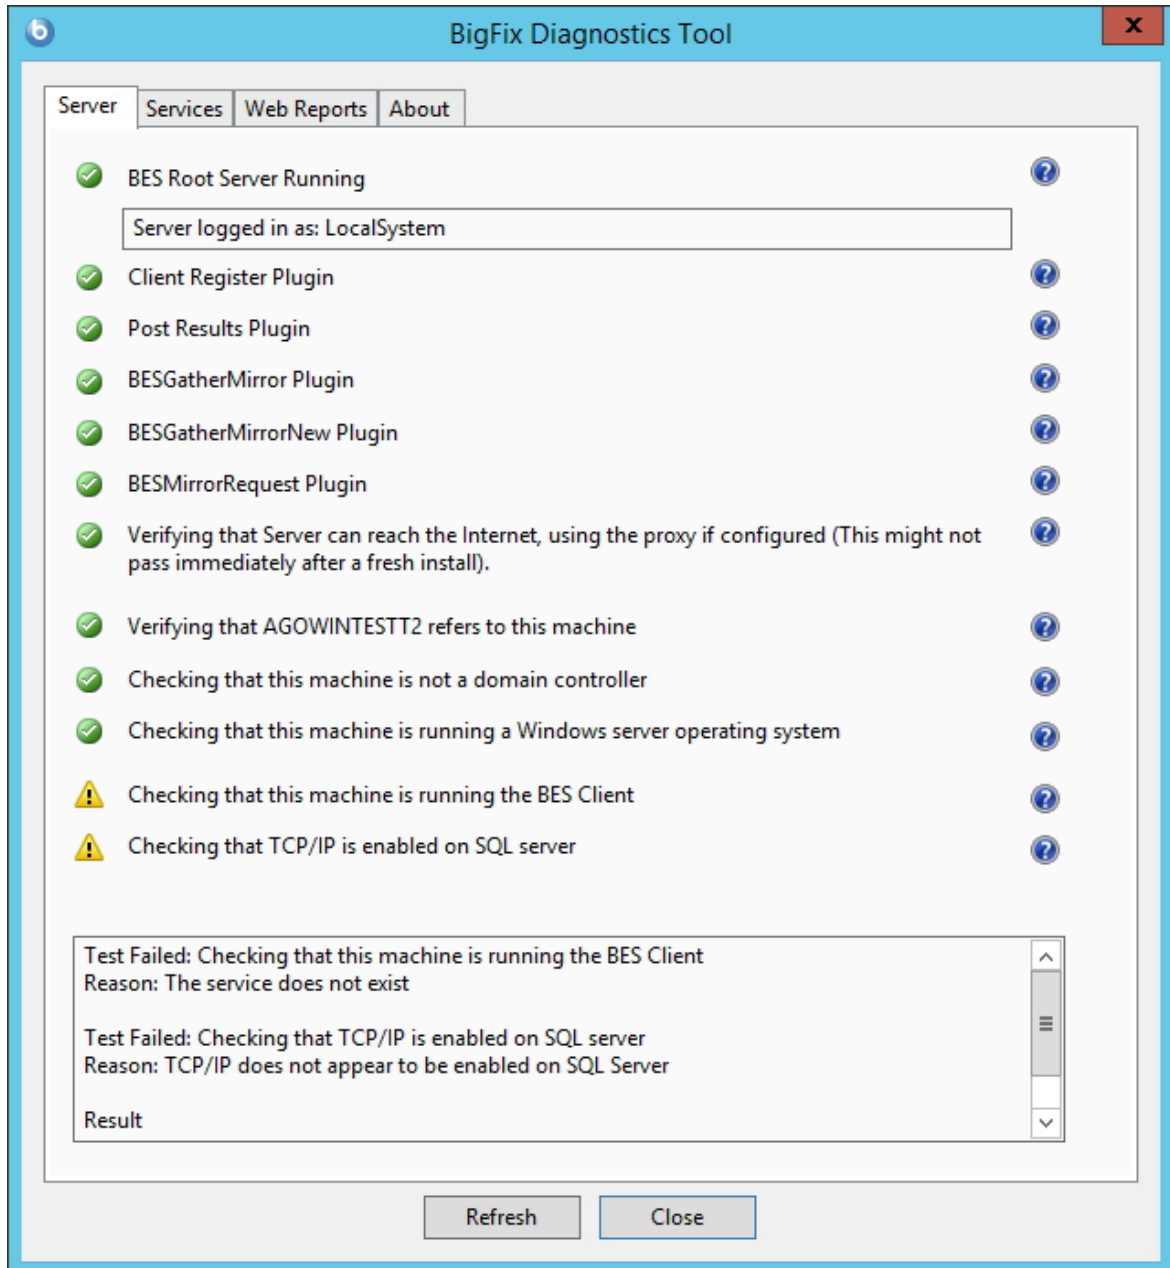 BigFix Diagnostics Tool
Server
Services
Web Reports
About
BES Root Server Running
Server logged in as: LocalSystem
Client Register Plugin
Post Results Plugin
BESGatherMirror Plugin
BESGatherMirrorNew Plugin
BESMirrorRequest Plugin
Verifying that Server can reach the Internet, using the proxy if configured (This might not
pass immediately after a fresh install).
Verifying that AGOWINTESTT2 refers to this machine
Checking that this machine is not a domain controller
Checking that this machine is running a Windows server operating system
Checking that this machine is running the BES Client
Checking that TCP/IP is enabled on SQL server
Test Failed: Checking that this machine is running the BES Client
Reason: The service does not exist
Test Failed: Checking that TCP/IP is enabled on SQL server
Reason: TCP/IP does not appear to be enabled on SQL Server
Result
Refresh
Close